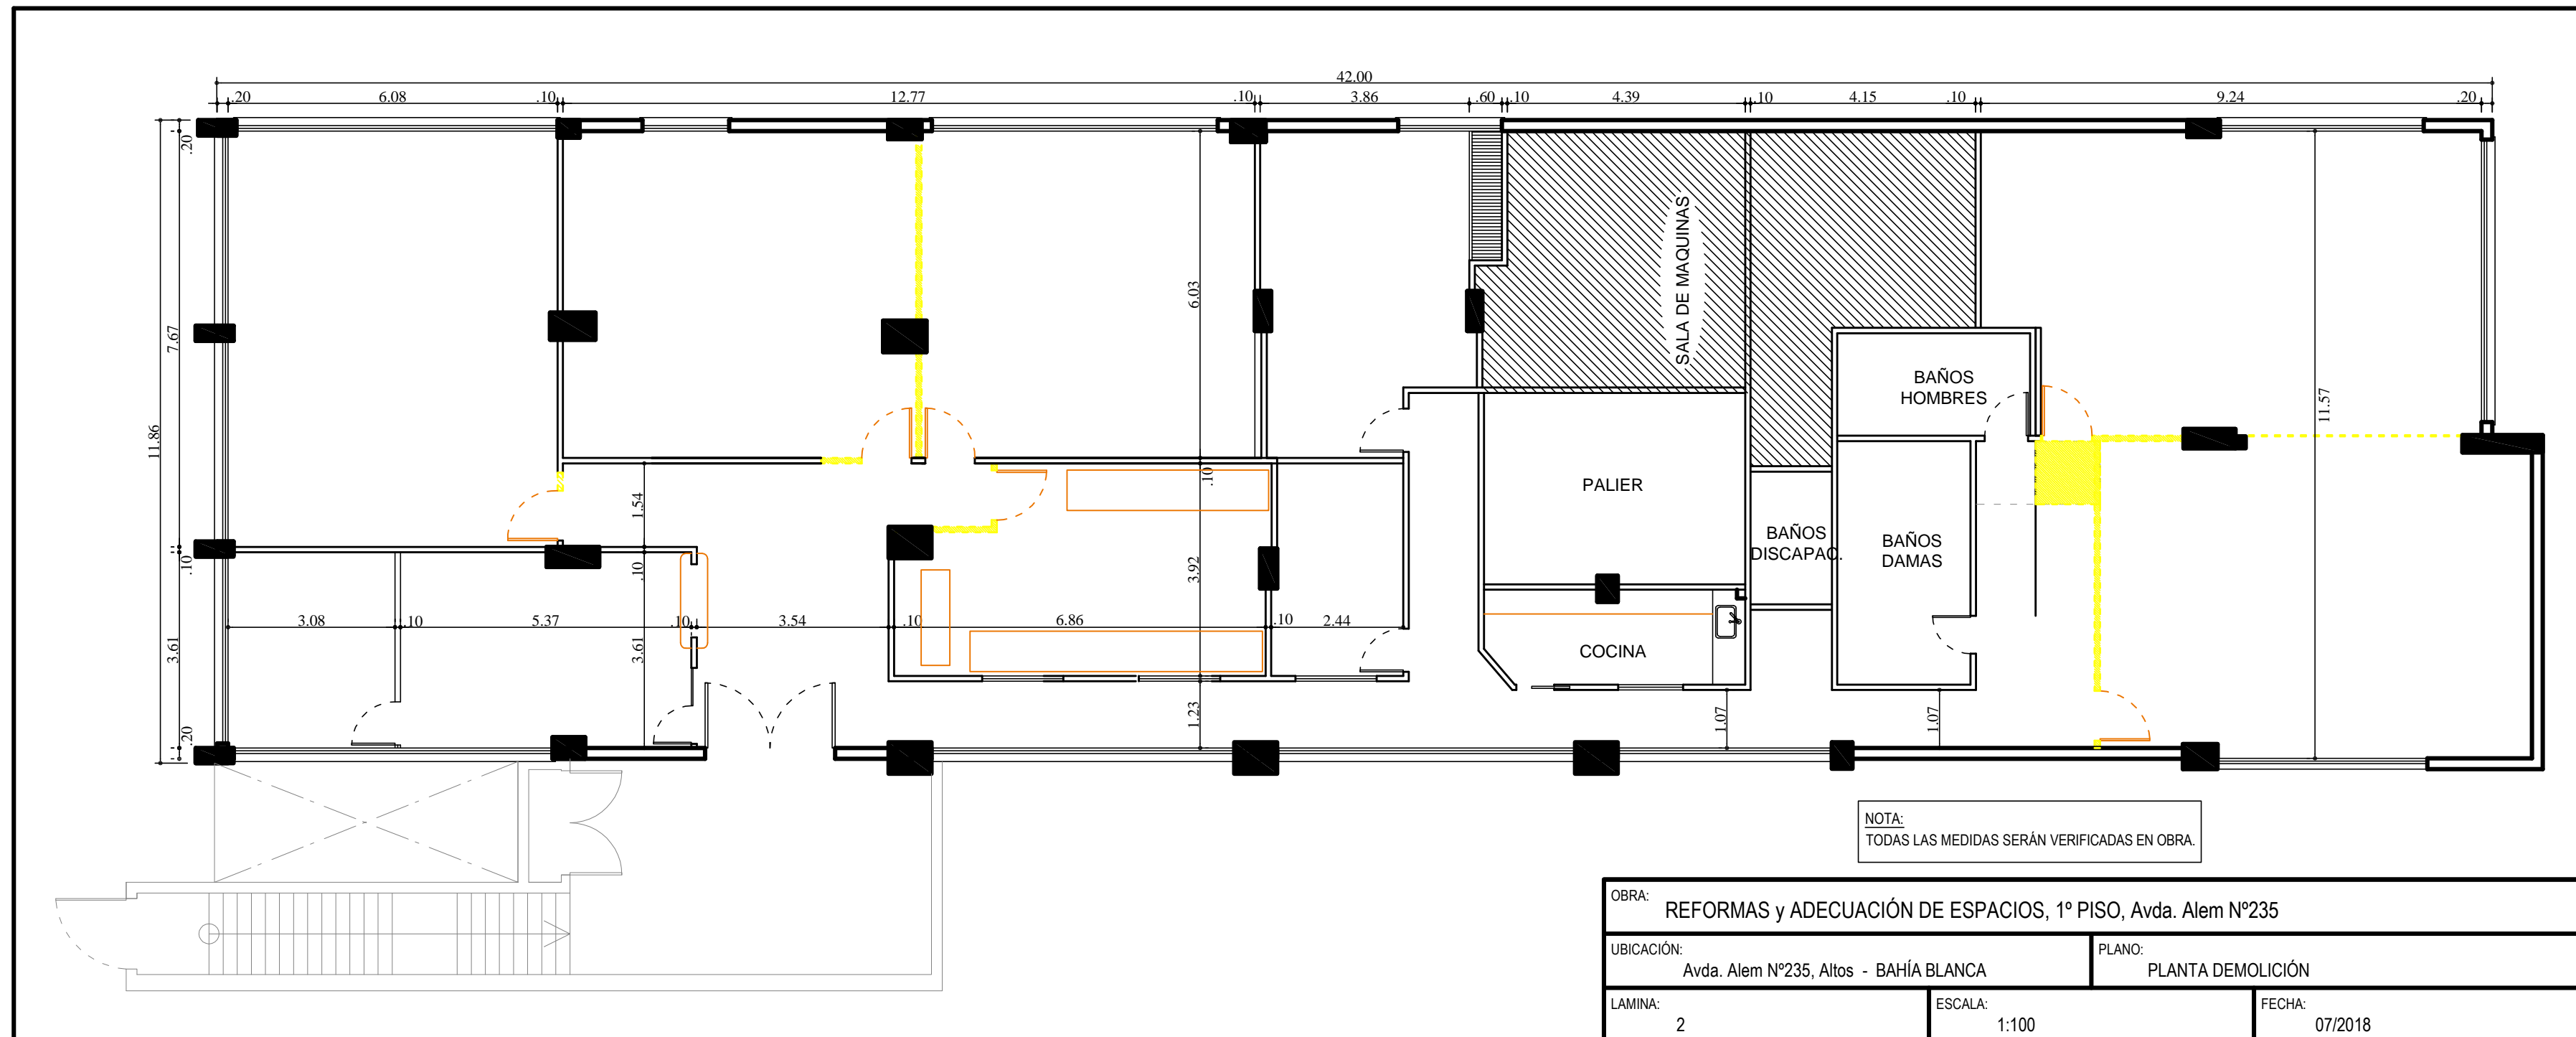 42.00
.20 6.08 .10 12.77 .10 3.86 .60 .10 4.39 .10 4.15 .10 9.24 .20
.20
7.67
11.86
.10
3.61
.20
6.03
.10
1.54
.10
3.92
3.61
1.23
3.08 .10 5.37 .10 3.54 .10 6.86 .10 2.44
SALA DE MAQUINAS
PALIER
COCINA
BAÑOS
DISCAPAC.
BAÑOS
HOMBRES
BAÑOS
DAMAS
11.57
1.07
1.07
NOTA:
TODAS LAS MEDIDAS SERÁN VERIFICADAS EN OBRA.
OBRA: REFORMAS y ADECUACIÓN DE ESPACIOS, 1º PISO, Avda. Alem Nº235
UBICACIÓN:
Avda. Alem Nº235, Altos - BAHÍA BLANCA
PLANO:
PLANTA DEMOLICIÓN
LAMINA:
2
ESCALA:
1:100
FECHA:
07/2018